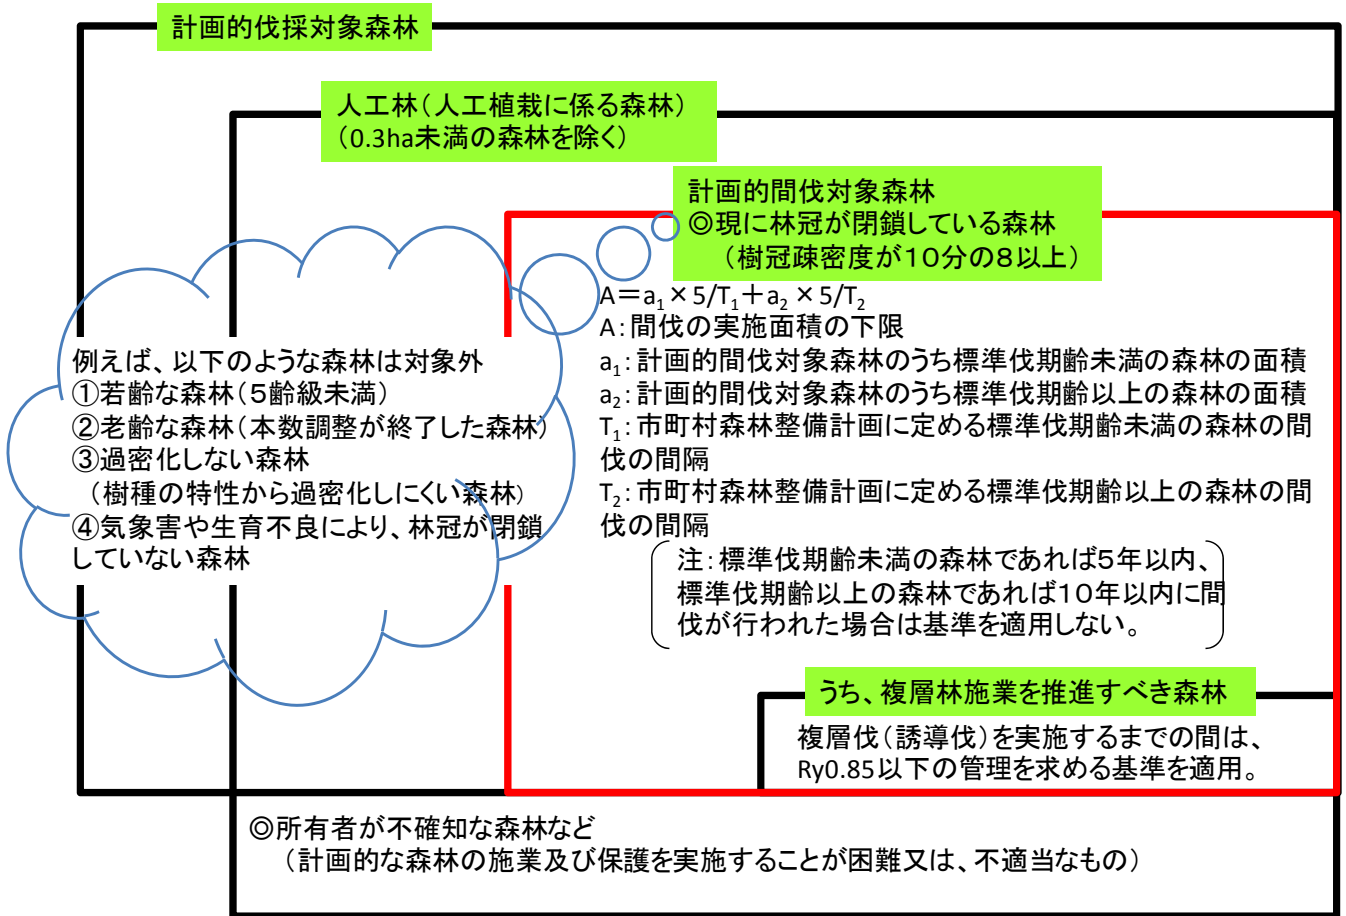 計画的伐採対象森林
人工林（人工植栽に係る森林）
（0.3ha未満の森林を除く）
計画的間伐対象森林
◎現に林冠が閉鎖している森林
（樹冠疎密度が１０分の８以上）
A＝a₁×5/T₁＋a₂×5/T₂
A：間伐の実施面積の下限
a₁：計画的間伐対象森林のうち標準伐期齢未満の森林の面積
a₂：計画的間伐対象森林のうち標準伐期齢以上の森林の面積
T₁：市町村森林整備計画に定める標準伐期齢未満の森林の間
伐の間隔
T₂：市町村森林整備計画に定める標準伐期齢以上の森林の間
伐の間隔
注：標準伐期齢未満の森林であれば5年以内、
標準伐期齢以上の森林であれば１０年以内に間
伐が行われた場合は基準を適用しない。
例えば、以下のような森林は対象外
①若齢な森林（５齢級未満）
②老齢な森林（本数調整が終了した森林）
③過密化しない森林
（樹種の特性から過密化しにくい森林）
④気象害や生育不良により、林冠が閉鎖
していない森林
うち、複層林施業を推進すべき森林
複層伐（誘導伐）を実施するまでの間は、
Ry0.85以下の管理を求める基準を適用。
◎所有者が不確知な森林など
（計画的な森林の施業及び保護を実施することが困難又は、不適当なもの）